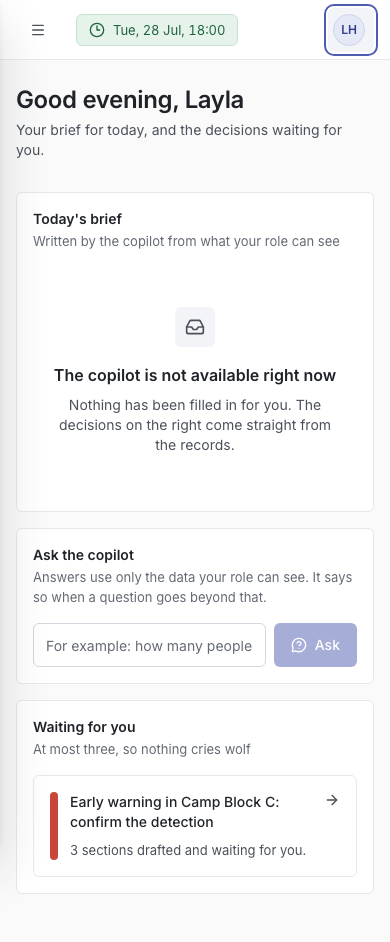 Tue, 28 Jul, 18:00
LH
Good evening, Layla
Your brief for today, and the decisions waiting for
you.
Today's brief
Written by the copilot from what your role can see
The copilot is not available right now
Nothing has been filled in for you. The
decisions on the right come straight from
the records.
Ask the copilot
Answers use only the data your role can see. It says
so when a question goes beyond that.
For example: how many people
Ask
Waiting for you
At most three, so nothing cries wolf
Early warning in Camp Block C:
confirm the detection
3 sections drafted and waiting for you.